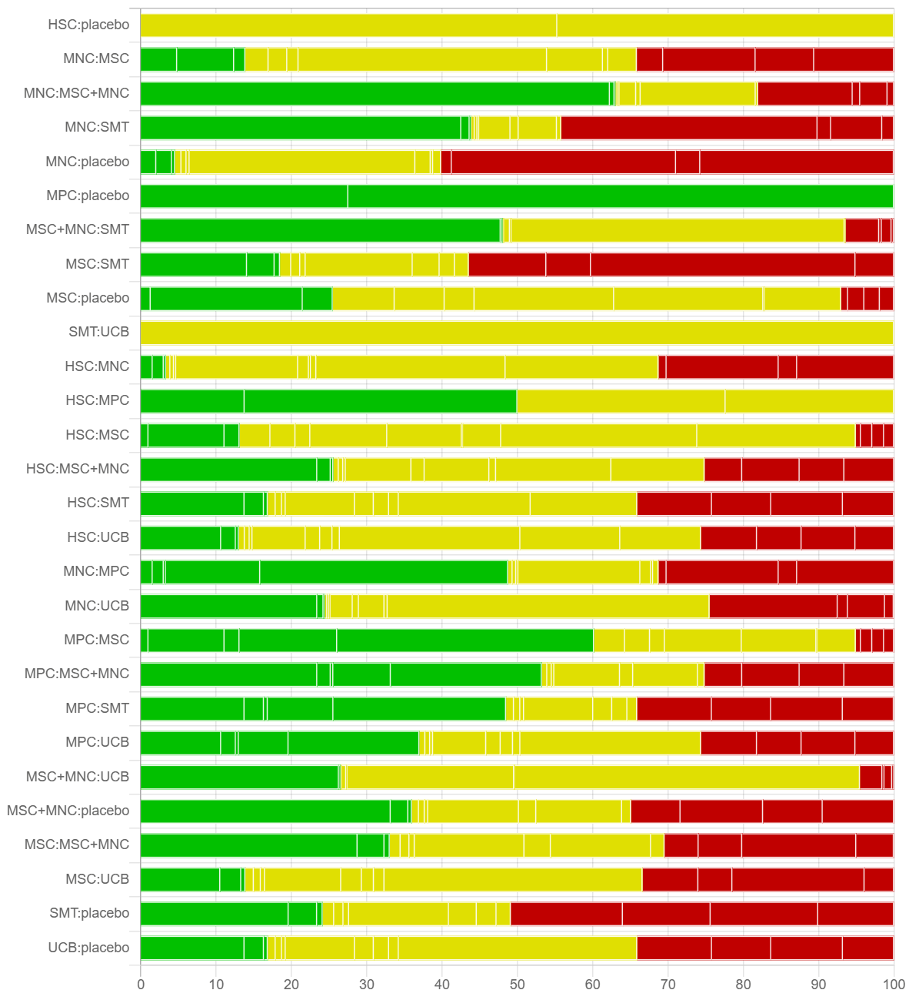 HSC:placebo
MNC:MSC
MNC:MSC+MNC
MNC:SMT
MNC:placebo
MPC:placebo
MSC+MNC:SMT
MSC:SMT
MSC:placebo
SMT:UCB
HSC:MNC
HSC:MPC
HSC:MSC
HSC:MSC+MNC
HSC:SMT
HSC:UCB
MNC:MPC
MNC:UCB
MPC:MSC
MPC:MSC+MNC
MPC:SMT
MPC:UCB
MSC+MNC:UCB
MSC+MNC:placebo
MSC:MSC+MNC
MSC:UCB
SMT:placebo
UCB:placebo
0 10 20 30 40 50 60 70 80 90 100